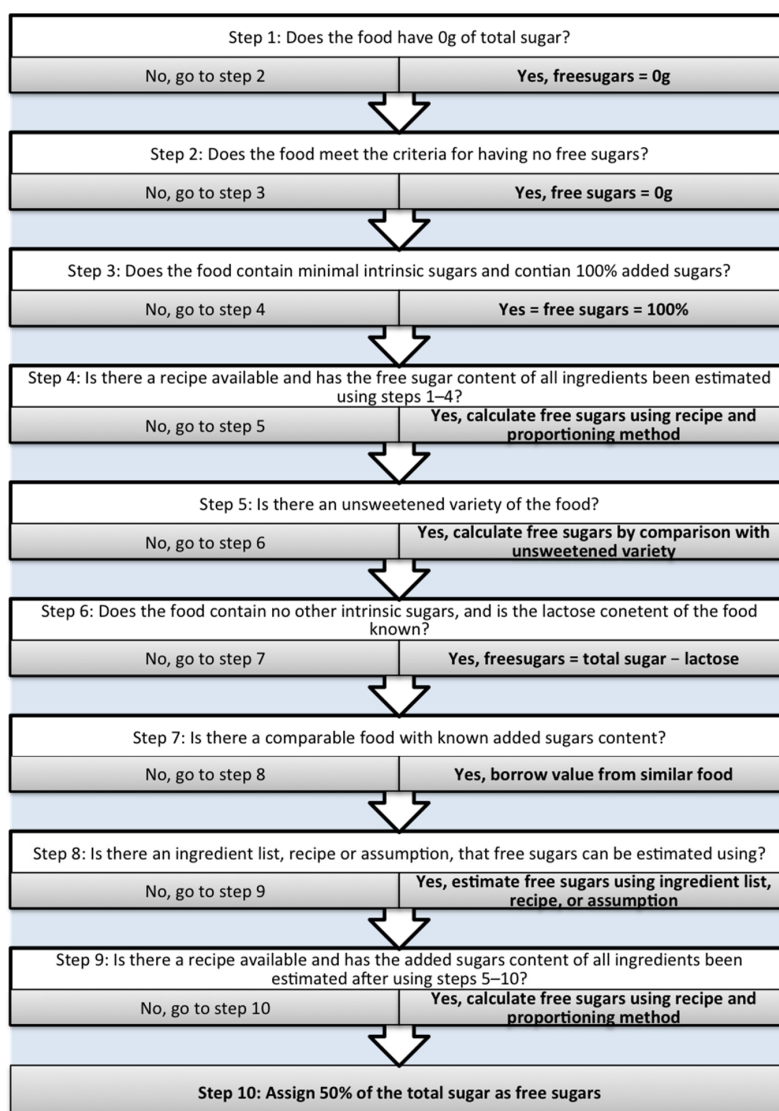 Step 1: Does the food have 0g of total sugar?
No, go to step 2
Yes, freesugars = 0g
Step 2: Does the food meet the criteria for having no free sugars?
No, go to step 3
Yes, free sugars = 0g
Step 3: Does the food contain minimal intrinsic sugars and contian 100% added sugars?
No, go to step 4
Yes = free sugars = 100%
Step 4: Is there a recipe available and has the free sugar content of all ingredients been estimated
using steps 1–4?
No, go to step 5
Yes, calculate free sugars using recipe and
proportioning method
Step 5: Is there an unsweetened variety of the food?
No, go to step 6
Yes, calculate free sugars by comparison with
unsweetened variety
Step 6: Does the food contain no other intrinsic sugars, and is the lactose conetent of the food
known?
No, go to step 7
Yes, freesugars = total sugar − lactose
Step 7: Is there a comparable food with known added sugars content?
No, go to step 8
Yes, borrow value from similar food
Step 8: Is there an ingredient list, recipe or assumption, that free sugars can be estimated using?
No, go to step 9
Yes, estimate free sugars using ingredient list,
recipe, or assumption
Step 9: Is there a recipe available and has the added sugars content of all ingredients been
estimated after using steps 5–10?
No, go to step 10
Yes, calculate free sugars using recipe and
proportioning method
Step 10: Assign 50% of the total sugar as free sugars